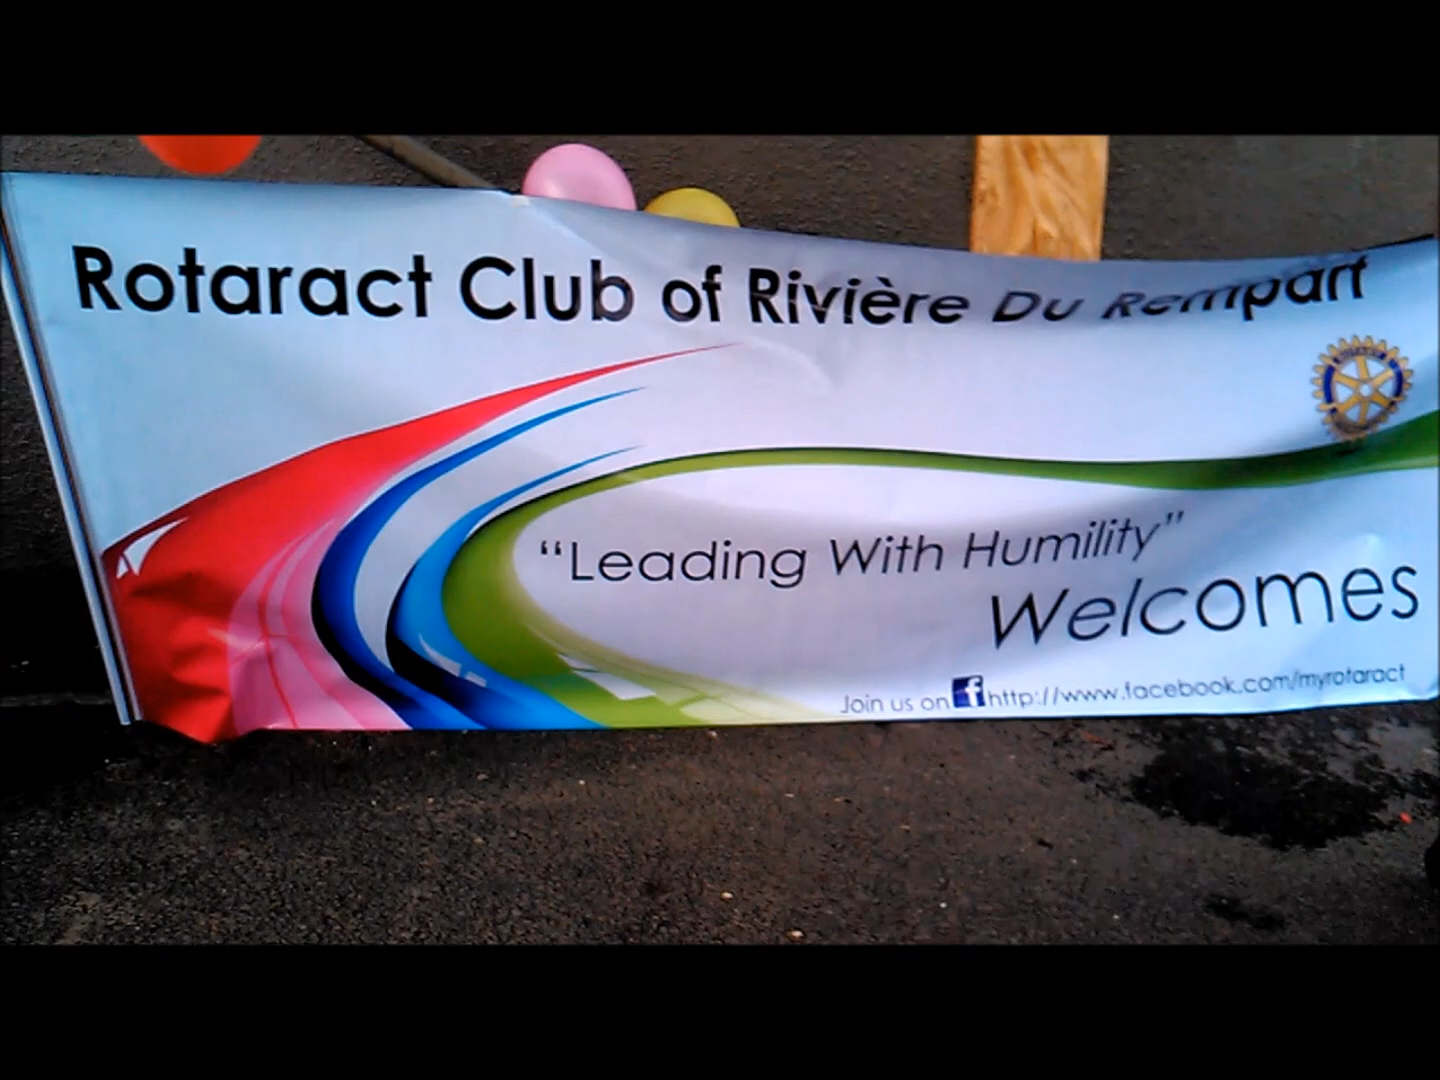 Rotaract Club of Rivière Du Rempart
“Leading With Humility”
Welcomes
Join us on f http://www.facebook.com/myrotaract